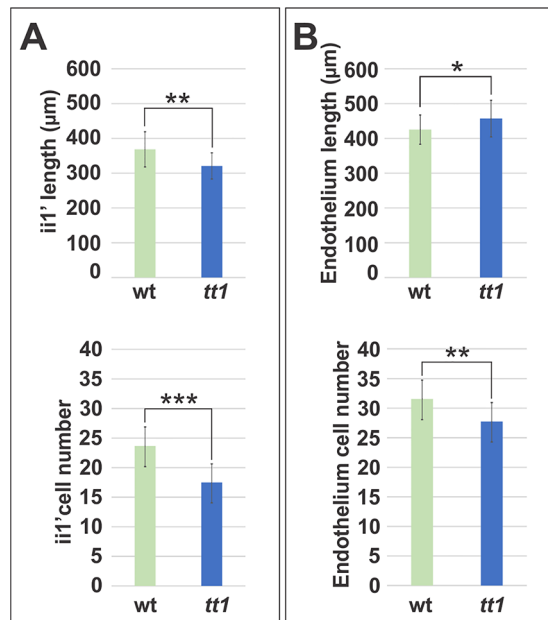 A
ii1' length (µm)
600
500
400
300
200
100
0
**
wt
tt1
ii1'cell number
40
35
30
25
20
15
10
5
0
***
wt
tt1
B
Endothelium length (µm)
600
500
400
300
200
100
0
*
wt
tt1
Endothelium cell number
40
35
30
25
20
15
10
5
0
**
wt
tt1